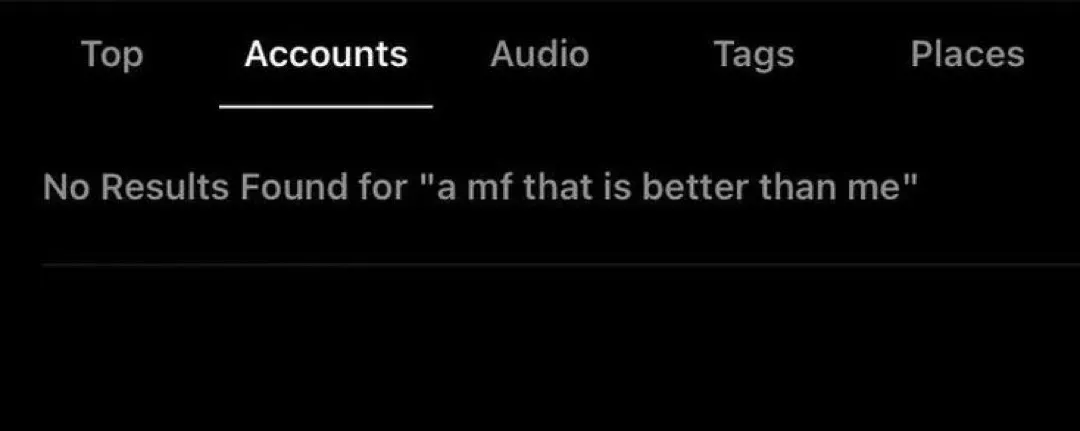 Top Accounts Audio Tags Places
No Results Found for "a mf that is better than me"